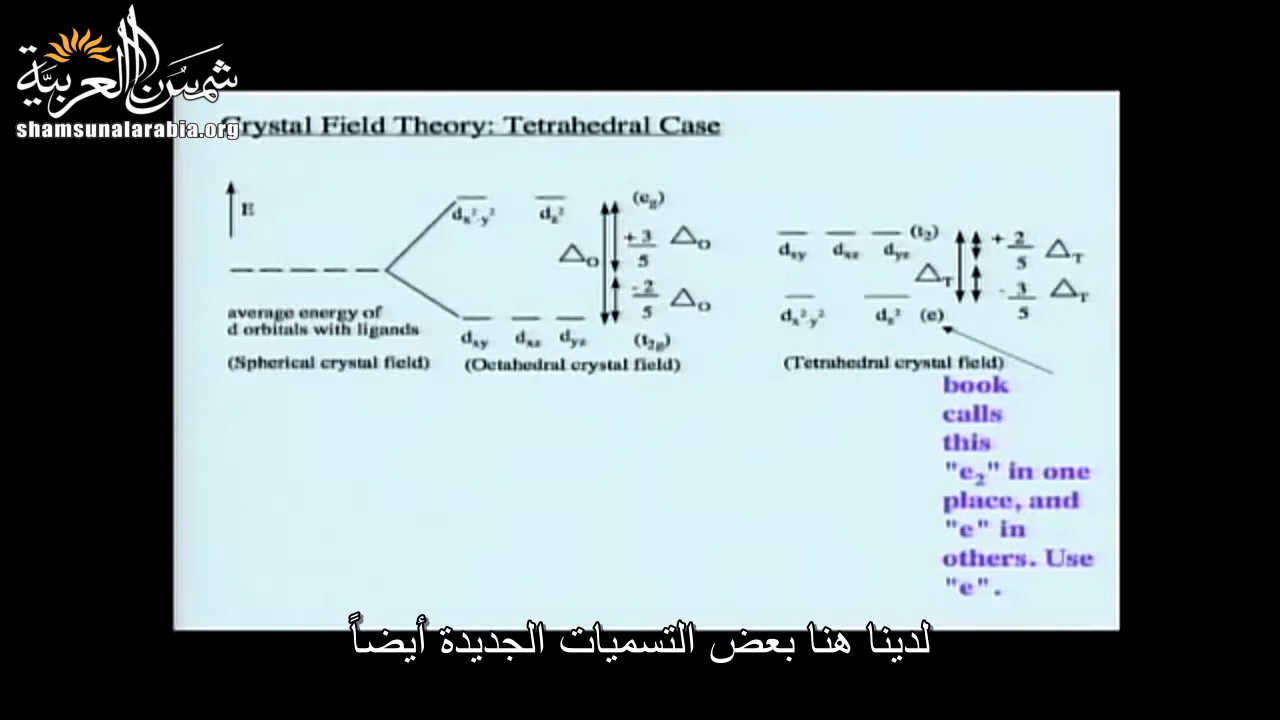 شمس العربية
shamsunalarabia.org
Crystal Field Theory: Tetrahedral Case
E
average energy of
d orbitals with ligands
(Spherical crystal field)
dx²-y² dz² (eg)
Δo +3/5 Δo
-2/5 Δo
dxy dxz dyz (t2g)
(Octahedral crystal field)
(t2)
dxy dxz dyz
ΔT + 2/5 ΔT
- 3/5 ΔT
dx²-y² dz² (e)
(Tetrahedral crystal field)
book
calls
this
"e₂" in one
place, and
"e" in
others. Use
"e".
لدينا هنا بعض التسميات الجديدة أيضاً